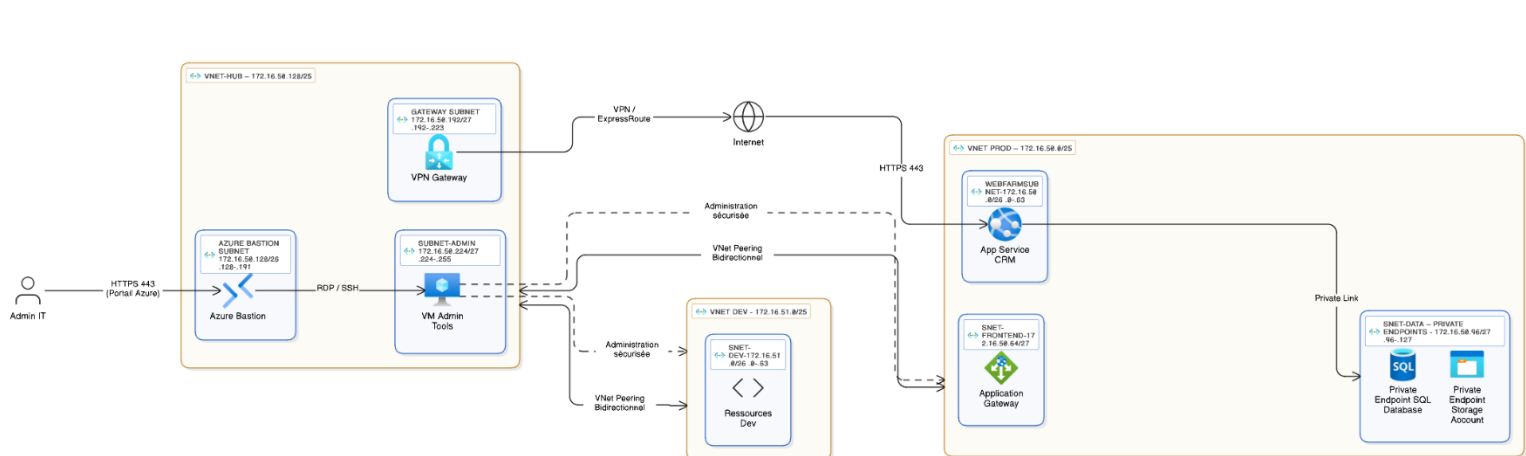 VNET-HUB – 172.16.50.128/25
GATEWAY SUBNET
172.16.50.192/27
.192-.223
VPN Gateway
VPN /
ExpressRoute
Internet
HTTPS 443
VNET PROD – 172.16.50.0/25
WEBFARMSUB
NET-172.16.50
.0/26 .0-.63
App Service
CRM
Administration
sécurisée
VNet Peering
Bidirectionnel
AZURE BASTION
SUBNET
172.16.50.128/26
.128-.191
Azure Bastion
SUBNET-ADMIN
172.16.50.224/27
.224-.255
VM Admin
Tools
Admin IT
HTTPS 443
(Portail Azure)
RDP / SSH
Private Link
VNET DEV - 172.16.51.0/25
SNET-
DEV-172.16.51
.0/26 .0-.63
Ressources
Dev
Administration
sécurisée
VNet Peering
Bidirectionnel
SNET-
FRONTEND-17
2.16.50.64/27
Application
Gateway
SNET-DATA – PRIVATE
ENDPOINTS - 172.16.50.96/27
.96-.127
SQL
Private
Endpoint SQL
Database
Private
Endpoint
Storage
Account